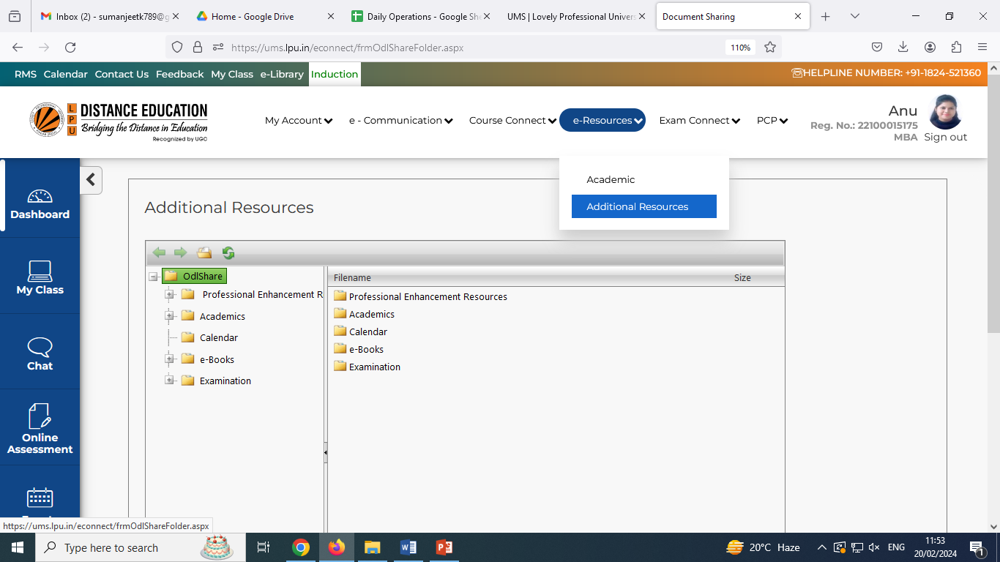 Inbox (2) - sumanjeetk789@g
Home - Google Drive
Daily Operations - Google She
UMS | Lovely Professional Univers
Document Sharing
https://ums.lpu.in/econnect/frmOdlShareFolder.aspx
110%
RMS Calendar Contact Us Feedback My Class e-Library Induction
HELPLINE NUMBER: +91-1824-521360
LPU
DISTANCE EDUCATION
Bridging the Distance in Education
Recognized by UGC
My Account
e - Communication
Course Connect
e-Resources
Exam Connect
PCP
Anu
Reg. No.: 22100015175
MBA
Sign out
Academic
Additional Resources
Dashboard
My Class
Chat
Online
Assessment
Additional Resources
OdlShare
Professional Enhancement R
Academics
Calendar
e-Books
Examination
Filename Size
Professional Enhancement Resources
Academics
Calendar
e-Books
Examination
https://ums.lpu.in/econnect/frmOdlShareFolder.aspx
Type here to search
20°C Haze
ENG
11:53
20/02/2024
1